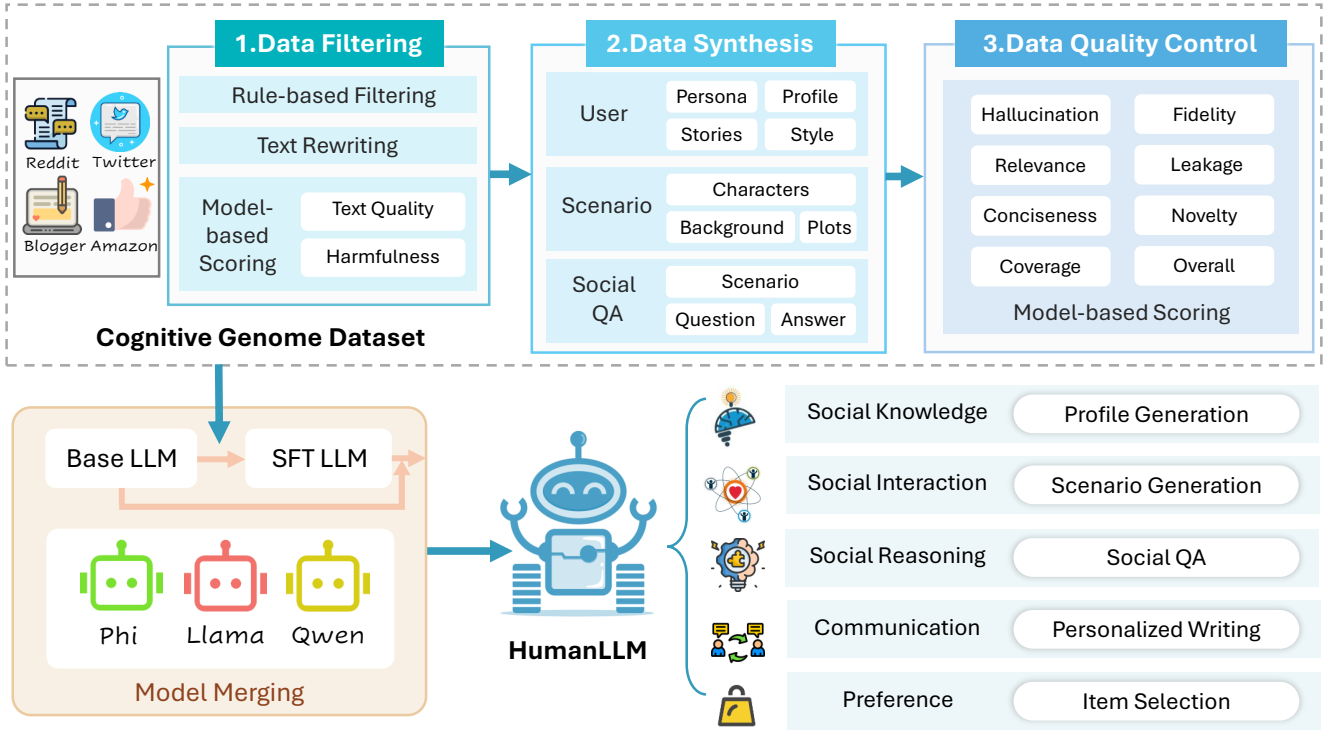 1.Data Filtering
Reddit
Twitter
Blogger
Amazon
Rule-based Filtering
Text Rewriting
Model-
based
Scoring
Text Quality
Harmfulness
Cognitive Genome Dataset
2.Data Synthesis
User
Persona
Profile
Stories
Style
Scenario
Characters
Background
Plots
Social
QA
Scenario
Question
Answer
3.Data Quality Control
Hallucination
Fidelity
Relevance
Leakage
Conciseness
Novelty
Coverage
Overall
Model-based Scoring
Base LLM
SFT LLM
Phi
Llama
Qwen
Model Merging
HumanLLM
Social Knowledge
Profile Generation
Social Interaction
Scenario Generation
Social Reasoning
Social QA
Communication
Personalized Writing
Preference
Item Selection